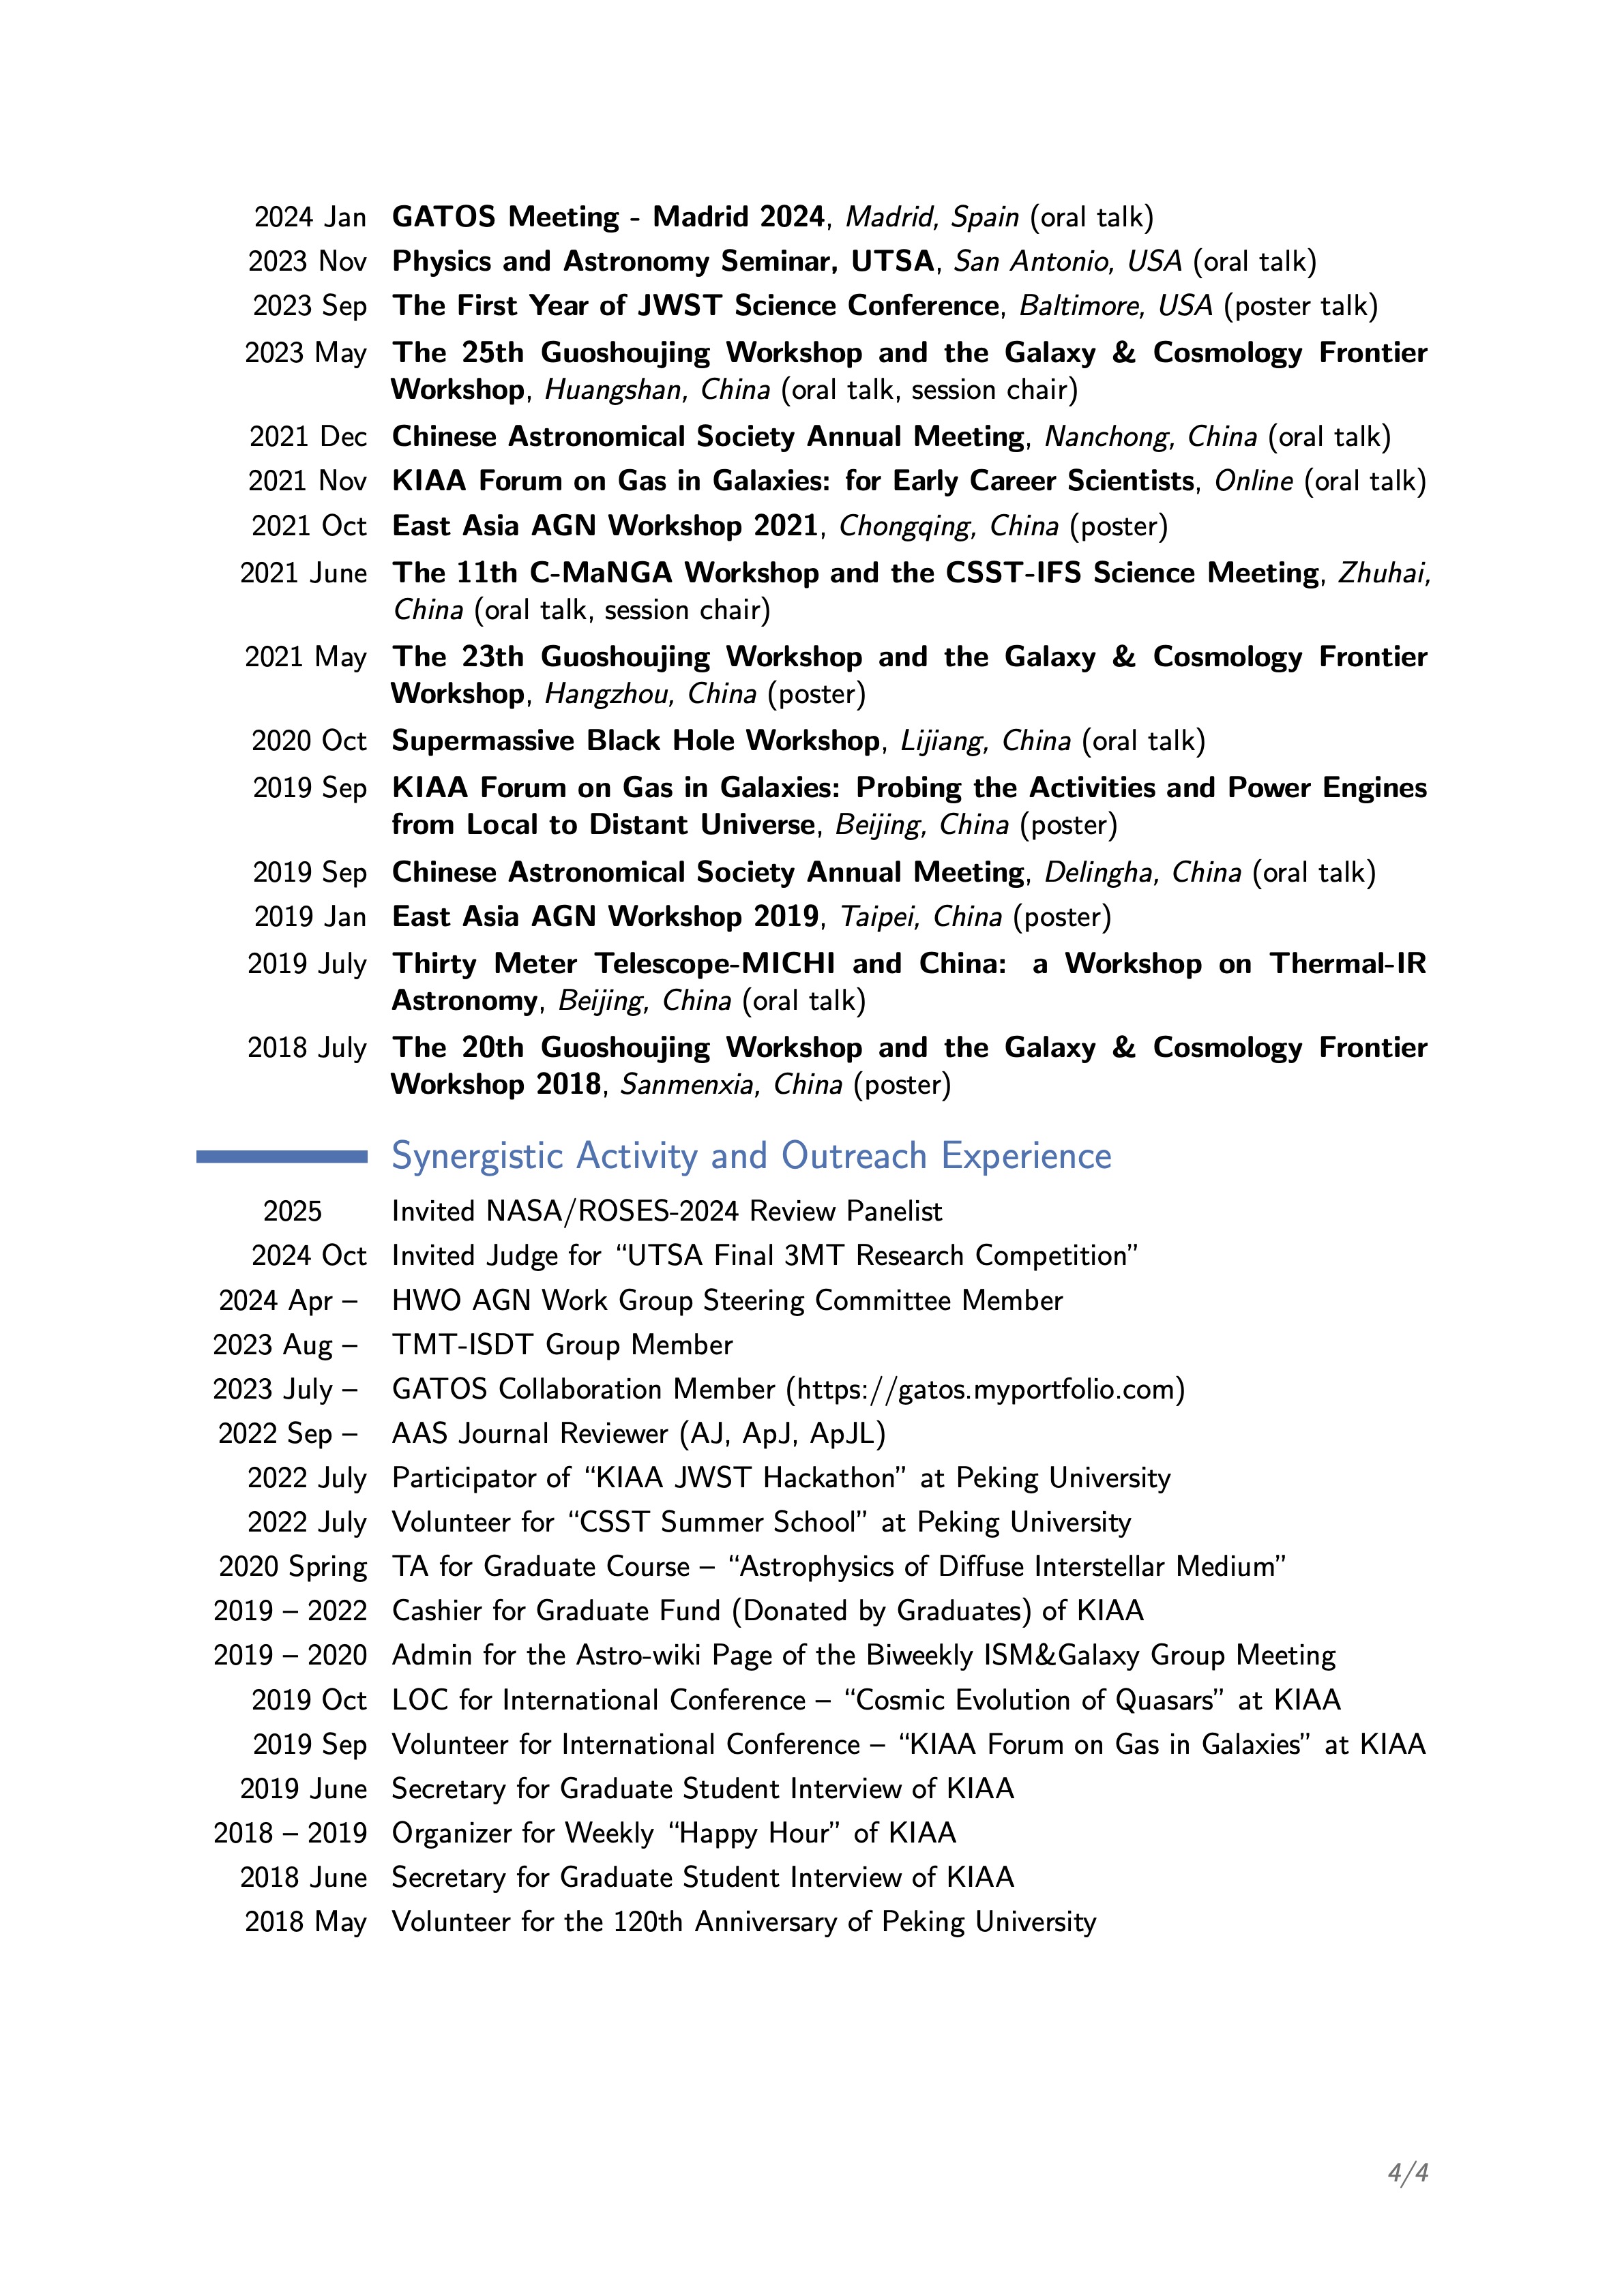 2024 Jan GATOS Meeting - Madrid 2024, Madrid, Spain (oral talk)
2023 Nov Physics and Astronomy Seminar, UTSA, San Antonio, USA (oral talk)
2023 Sep The First Year of JWST Science Conference, Baltimore, USA (poster talk)
2023 May The 25th Guoshoujing Workshop and the Galaxy & Cosmology Frontier
Workshop, Huangshan, China (oral talk, session chair)
2021 Dec Chinese Astronomical Society Annual Meeting, Nanchong, China (oral talk)
2021 Nov KIAA Forum on Gas in Galaxies: for Early Career Scientists, Online (oral talk)
2021 Oct East Asia AGN Workshop 2021, Chongqing, China (poster)
2021 June The 11th C-MaNGA Workshop and the CSST-IFS Science Meeting, Zhuhai,
China (oral talk, session chair)
2021 May The 23th Guoshoujing Workshop and the Galaxy & Cosmology Frontier
Workshop, Hangzhou, China (poster)
2020 Oct Supermassive Black Hole Workshop, Lijiang, China (oral talk)
2019 Sep KIAA Forum on Gas in Galaxies: Probing the Activities and Power Engines
from Local to Distant Universe, Beijing, China (poster)
2019 Sep Chinese Astronomical Society Annual Meeting, Delingha, China (oral talk)
2019 Jan East Asia AGN Workshop 2019, Taipei, China (poster)
2019 July Thirty Meter Telescope-MICHI and China: a Workshop on Thermal-IR
Astronomy, Beijing, China (oral talk)
2018 July The 20th Guoshoujing Workshop and the Galaxy & Cosmology Frontier
Workshop 2018, Sanmenxia, China (poster)
Synergistic Activity and Outreach Experience
2025 Invited NASA/ROSES-2024 Review Panelist
2024 Oct Invited Judge for “UTSA Final 3MT Research Competition”
2024 Apr – HWO AGN Work Group Steering Committee Member
2023 Aug – TMT-ISDT Group Member
2023 July – GATOS Collaboration Member (https://gatos.myportfolio.com)
2022 Sep – AAS Journal Reviewer (AJ, ApJ, ApJL)
2022 July Participator of “KIAA JWST Hackathon” at Peking University
2022 July Volunteer for “CSST Summer School” at Peking University
2020 Spring TA for Graduate Course – “Astrophysics of Diffuse Interstellar Medium”
2019 – 2022 Cashier for Graduate Fund (Donated by Graduates) of KIAA
2019 – 2020 Admin for the Astro-wiki Page of the Biweekly ISM&Galaxy Group Meeting
2019 Oct LOC for International Conference – “Cosmic Evolution of Quasars” at KIAA
2019 Sep Volunteer for International Conference – “KIAA Forum on Gas in Galaxies” at KIAA
2019 June Secretary for Graduate Student Interview of KIAA
2018 – 2019 Organizer for Weekly “Happy Hour” of KIAA
2018 June Secretary for Graduate Student Interview of KIAA
2018 May Volunteer for the 120th Anniversary of Peking University
4/4